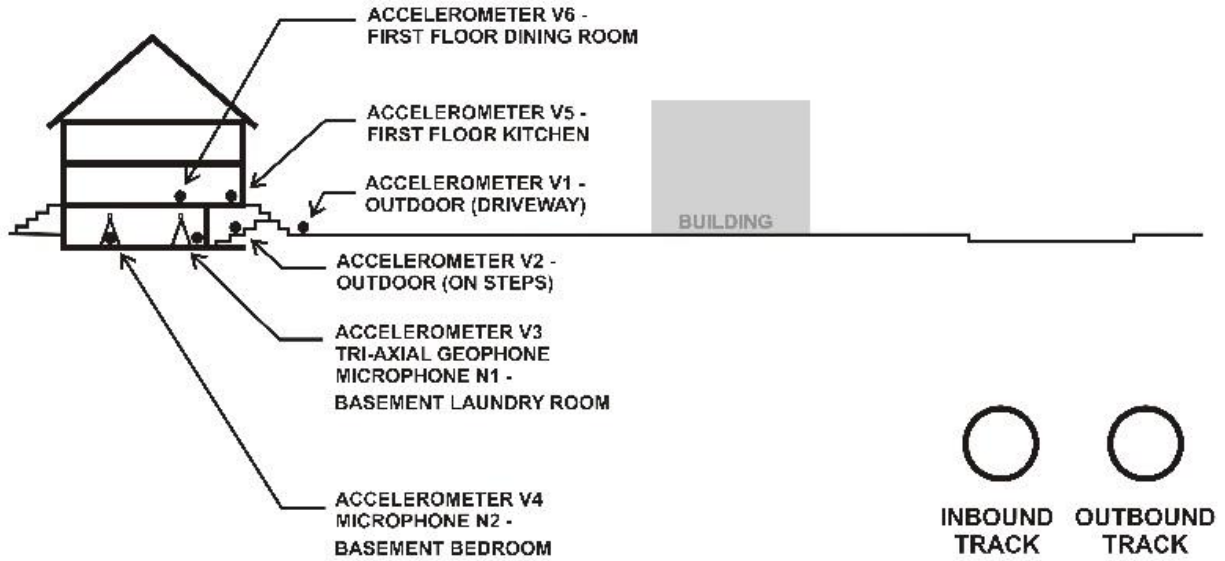 ACCELEROMETER V6 -
FIRST FLOOR DINING ROOM
ACCELEROMETER V5 -
FIRST FLOOR KITCHEN
ACCELEROMETER V1 -
OUTDOOR (DRIVEWAY)
BUILDING
ACCELEROMETER V2 -
OUTDOOR (ON STEPS)
ACCELEROMETER V3
TRI-AXIAL GEOPHONE
MICROPHONE N1 -
BASEMENT LAUNDRY ROOM
ACCELEROMETER V4
MICROPHONE N2 -
BASEMENT BEDROOM
INBOUND
TRACK
OUTBOUND
TRACK